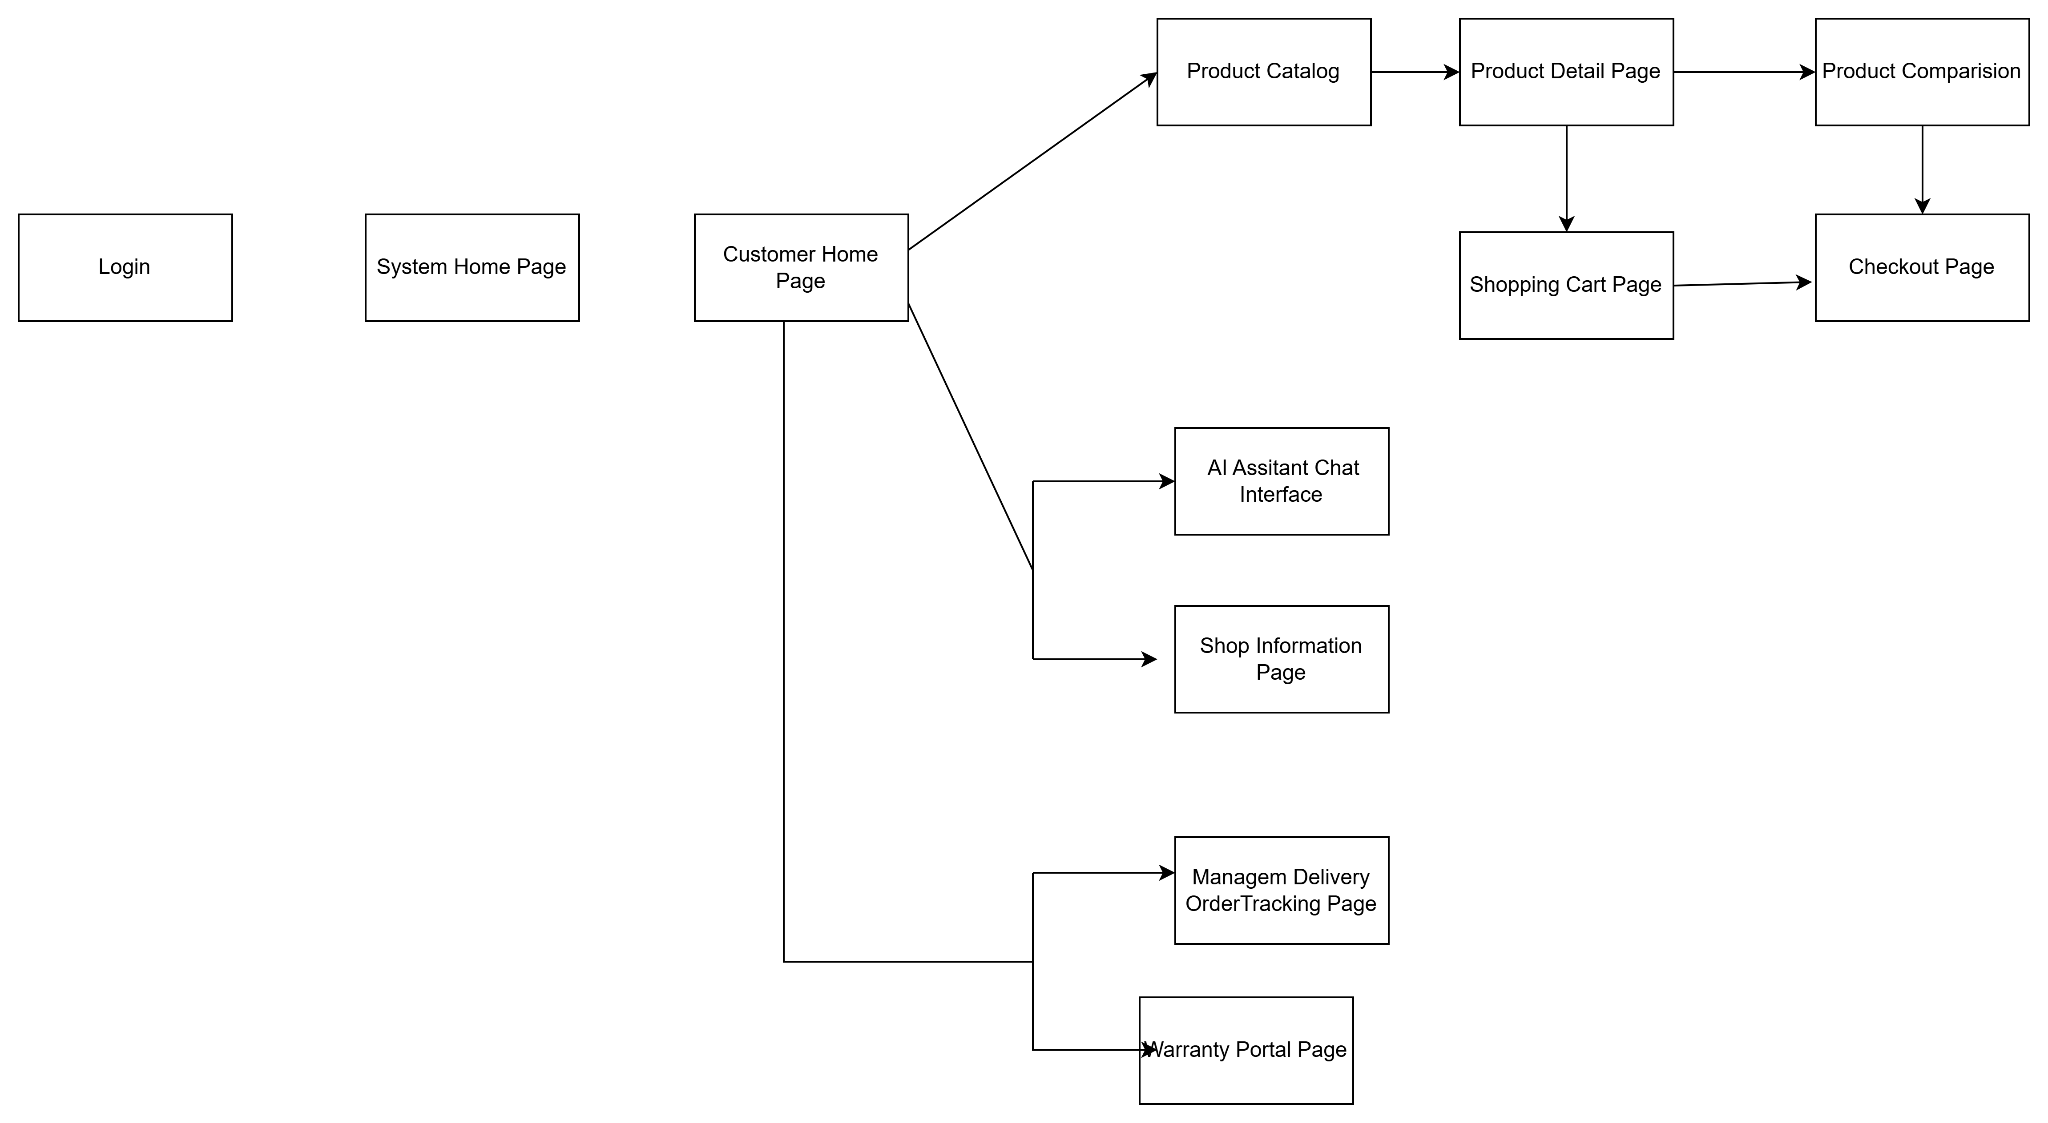 Product Catalog
Product Detail Page
Product Comparision
Login
System Home Page
Customer Home
Page
Shopping Cart Page
Checkout Page
AI Assitant Chat
Interface
Shop Information
Page
Managem Delivery
OrderTracking Page
Warranty Portal Page